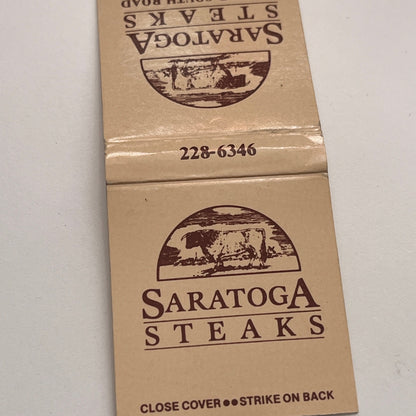 SOUTH ROAD
STEAKS
SARATOGA
228-6346
SARATOGA
STEAKS
CLOSE COVER●●STRIKE ON BACK